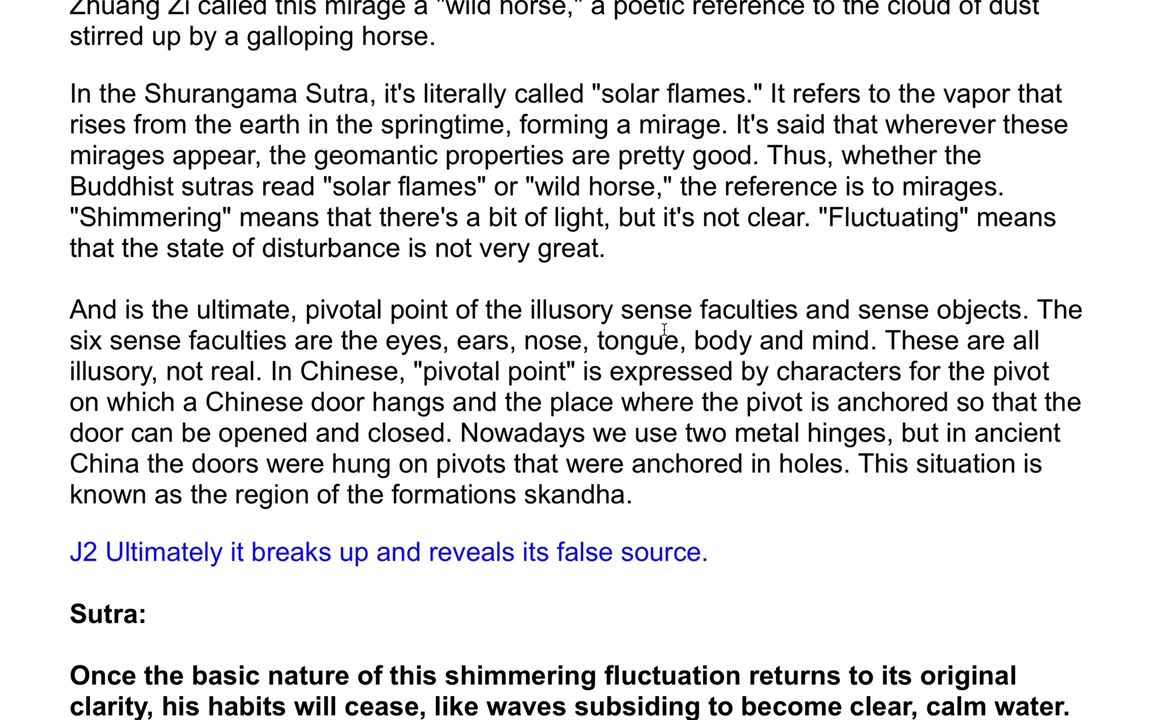 Zhuang Zi called this mirage a "wild horse," a poetic reference to the cloud of dust
stirred up by a galloping horse.
In the Shurangama Sutra, it's literally called "solar flames." It refers to the vapor that
rises from the earth in the springtime, forming a mirage. It's said that wherever these
mirages appear, the geomantic properties are pretty good. Thus, whether the
Buddhist sutras read "solar flames" or "wild horse," the reference is to mirages.
"Shimmering" means that there's a bit of light, but it's not clear. "Fluctuating" means
that the state of disturbance is not very great.
And is the ultimate, pivotal point of the illusory sense faculties and sense objects. The
six sense faculties are the eyes, ears, nose, tongue, body and mind. These are all
illusory, not real. In Chinese, "pivotal point" is expressed by characters for the pivot
on which a Chinese door hangs and the place where the pivot is anchored so that the
door can be opened and closed. Nowadays we use two metal hinges, but in ancient
China the doors were hung on pivots that were anchored in holes. This situation is
known as the region of the formations skandha.
J2 Ultimately it breaks up and reveals its false source.
Sutra:
Once the basic nature of this shimmering fluctuation returns to its original
clarity, his habits will cease, like waves subsiding to become clear, calm water.